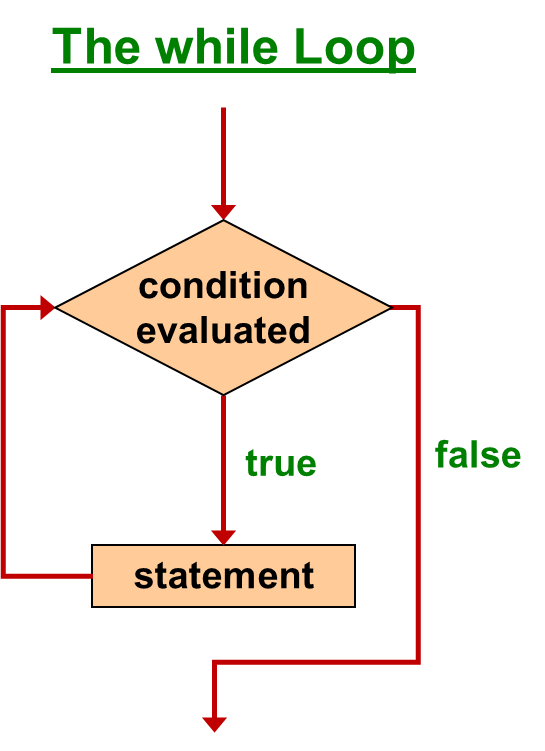 The while Loop
condition
evaluated
true
false
statement